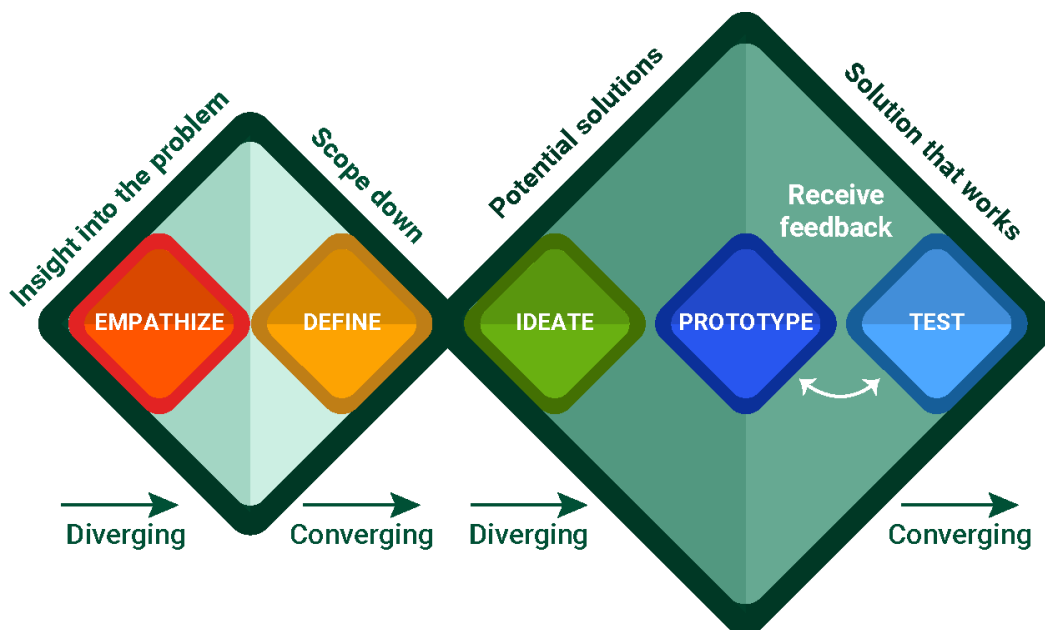 Insight into the problem
Scope down
Potential solutions
Solution that works
Receive
feedback
EMPATHIZE
DEFINE
IDEATE
PROTOTYPE
TEST
Diverging
Converging
Diverging
Converging